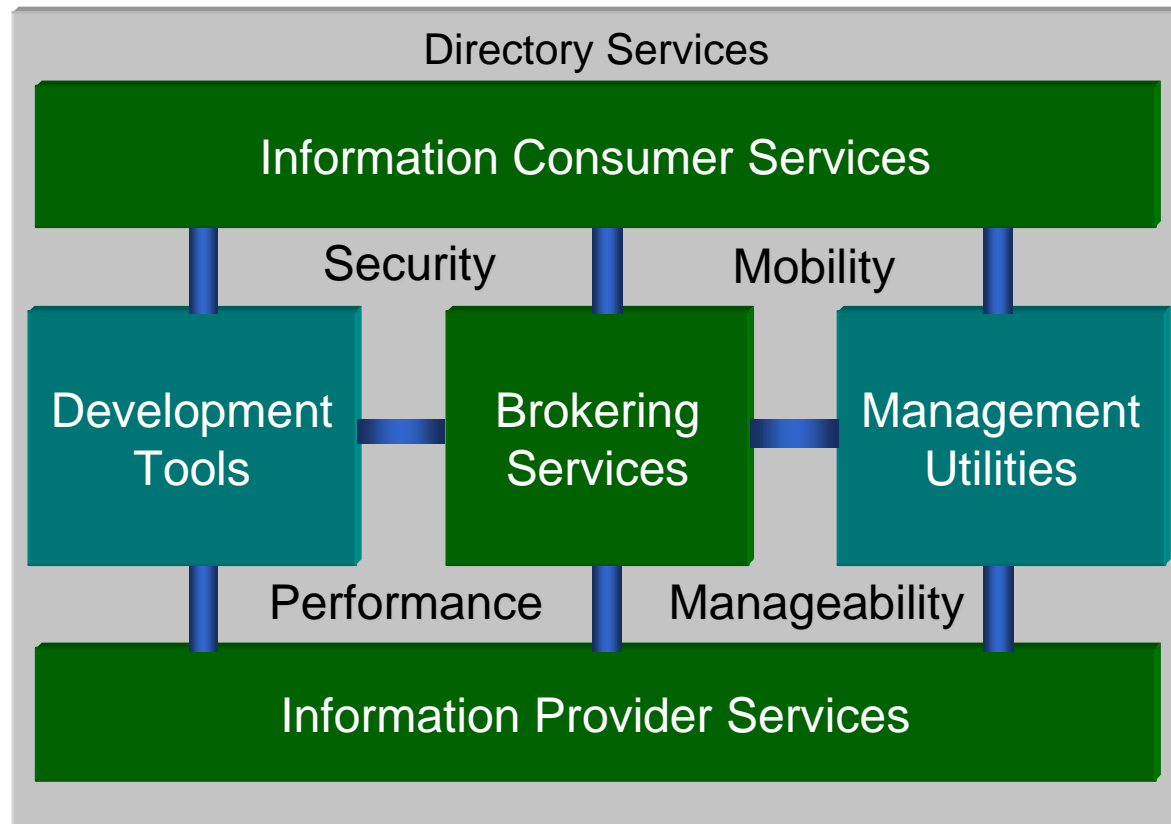 Directory Services
Information Consumer Services
Security
Mobility
Development
Tools
Brokering
Services
Management
Utilities
Performance
Manageability
Information Provider Services